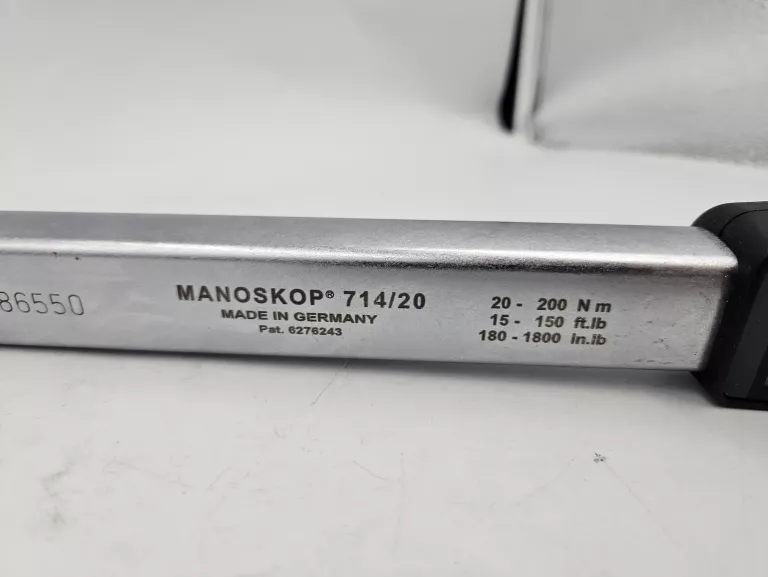 86550
MANOSKOP® 714/20
MADE IN GERMANY
Pat. 6276243
20 - 200 N m
15 - 150 ft.lb
180 - 1800 in.lb